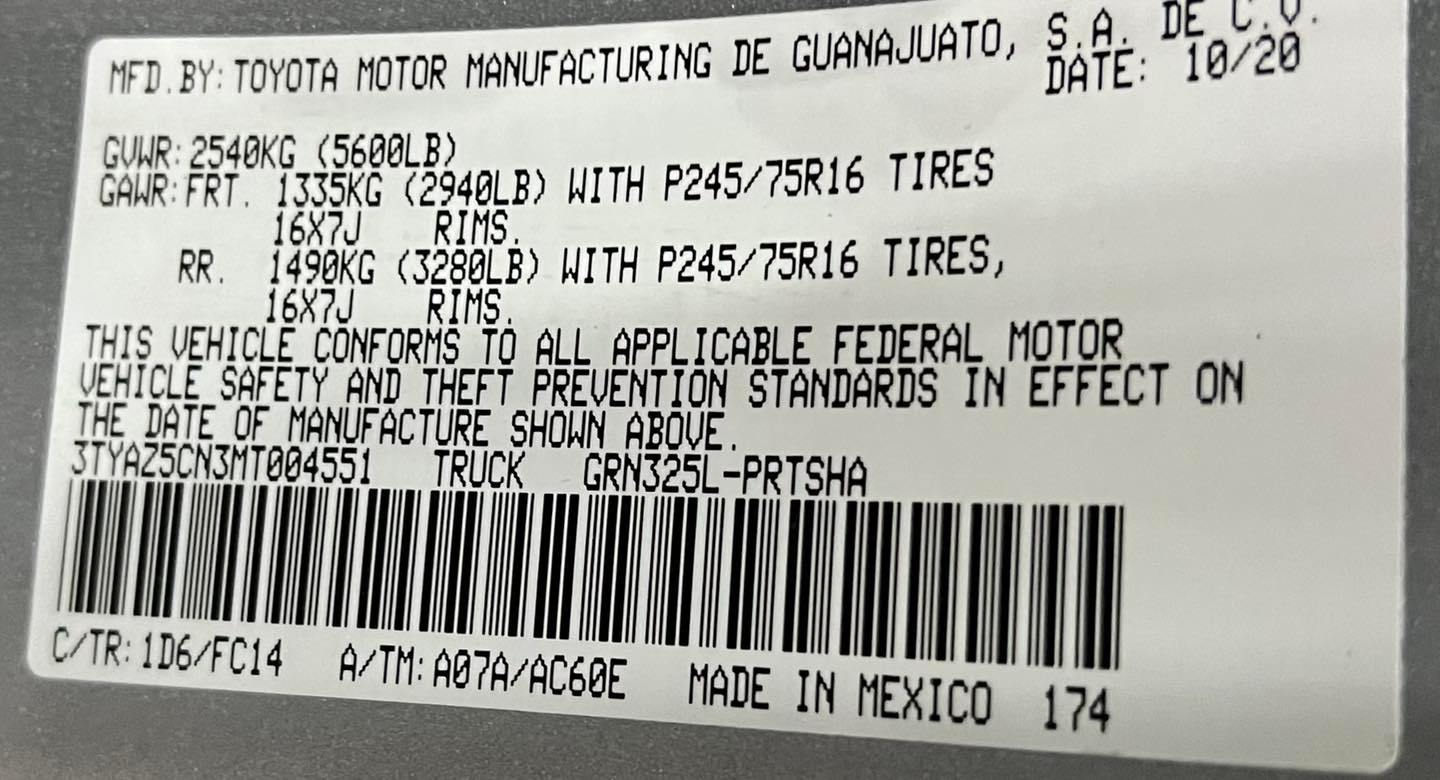 MFD.BY: TOYOTA MOTOR MANUFACTURING DE GUANAJUATO, S.A. DE C.V.
DATE: 10/20
GVWR: 2540KG (5600LB)
GAWR: FRT. 1335KG (2940LB) WITH P245/75R16 TIRES
16X7J RIMS.
RR. 1490KG (3280LB) WITH P245/75R16 TIRES,
16X7J RIMS.
THIS VEHICLE CONFORMS TO ALL APPLICABLE FEDERAL MOTOR
VEHICLE SAFETY AND THEFT PREVENTION STANDARDS IN EFFECT ON
THE DATE OF MANUFACTURE SHOWN ABOVE.
3TYAZ5CN3MT004551 TRUCK GRN325L-PRTSHA
C/TR: 1D6/FC14 A/TM: A07A/AC60E MADE IN MEXICO 174